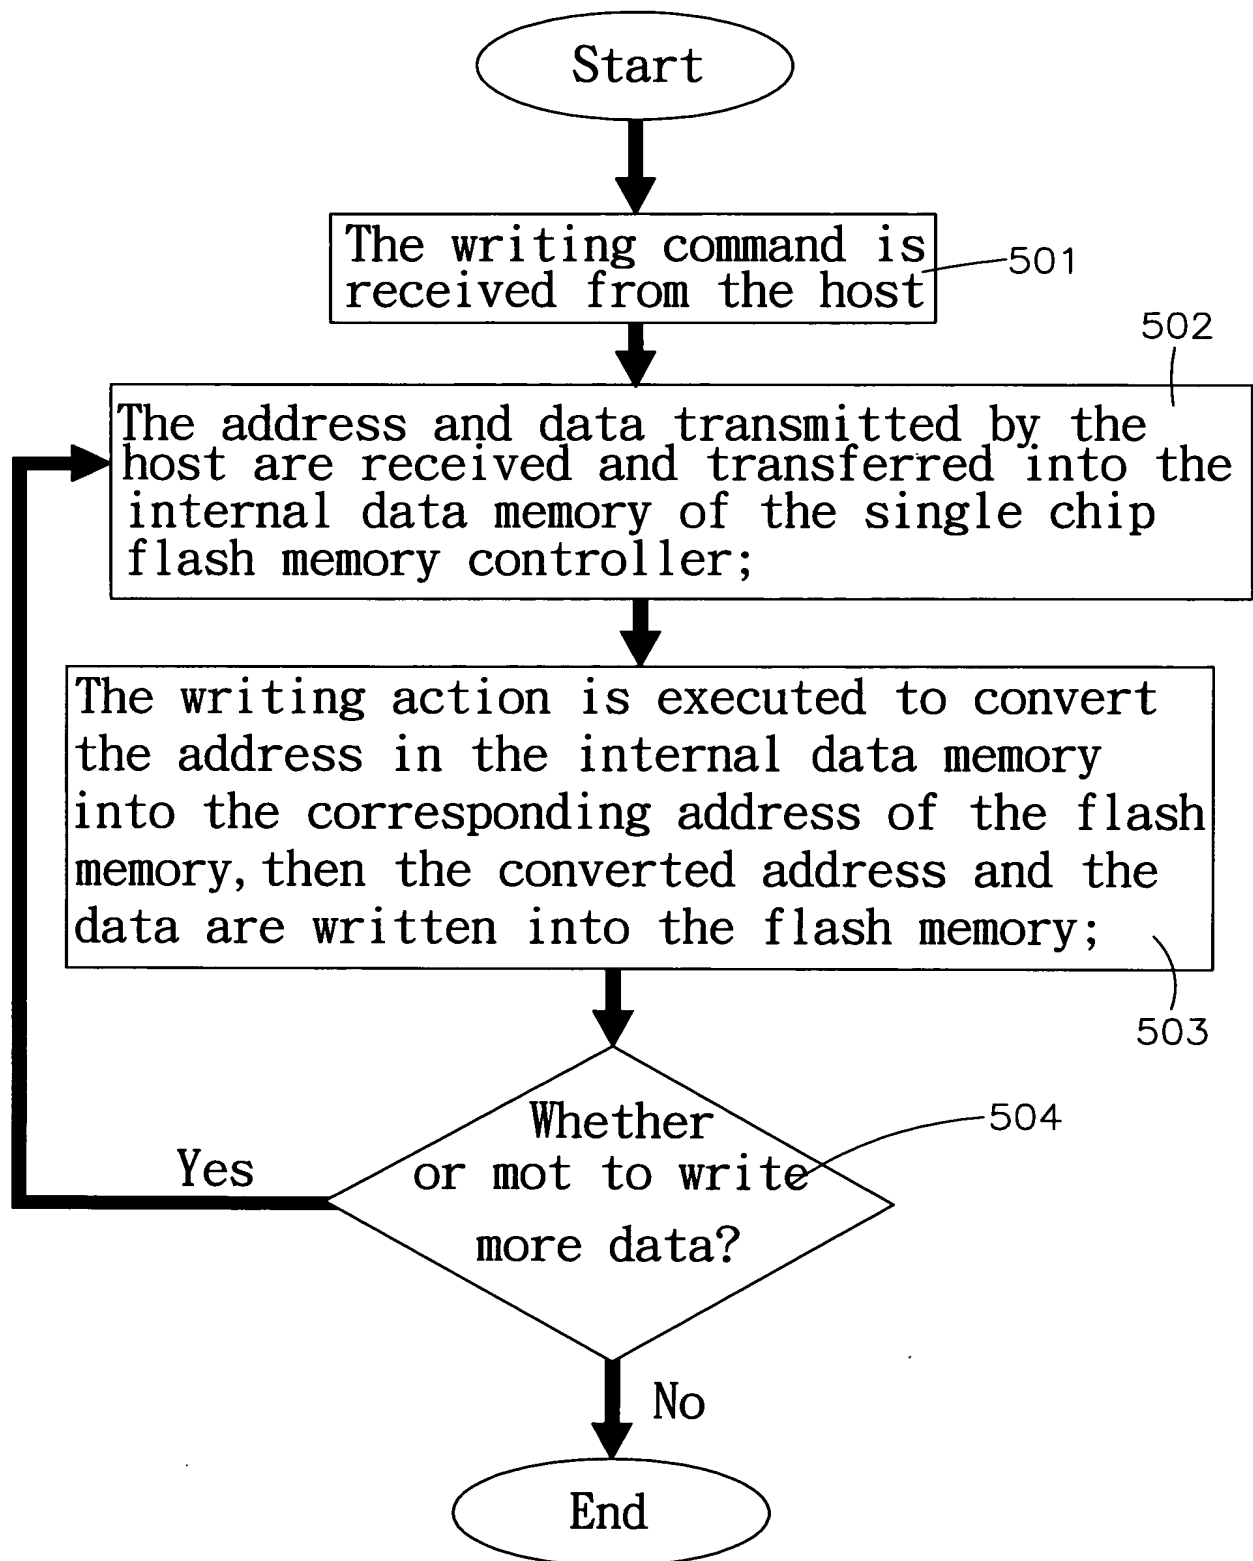 Start
The writing command is
received from the host
501
502
The address and data transmitted by the
host are received and transferred into the
internal data memory of the single chip
flash memory controller;
The writing action is executed to convert
the address in the internal data memory
into the corresponding address of the flash
memory, then the converted address and the
data are written into the flash memory;
503
Whether
or mot to write
more data?
504
Yes
No
End